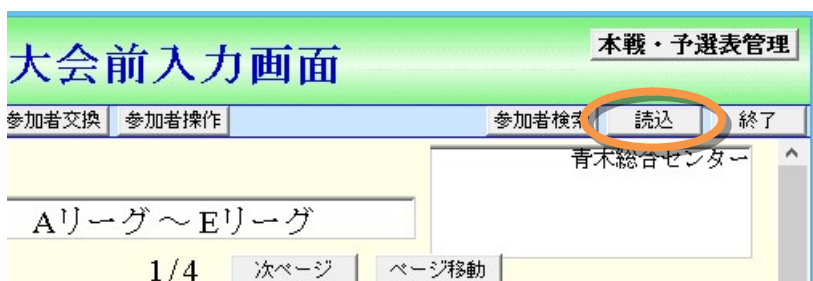 大会前入力画面
本戦・予選表管理
参加者交換 参加者操作 参加者検索 読込 終了
青木総合センター
Aリーグ～Eリーグ
1/4 次ページ ページ移動